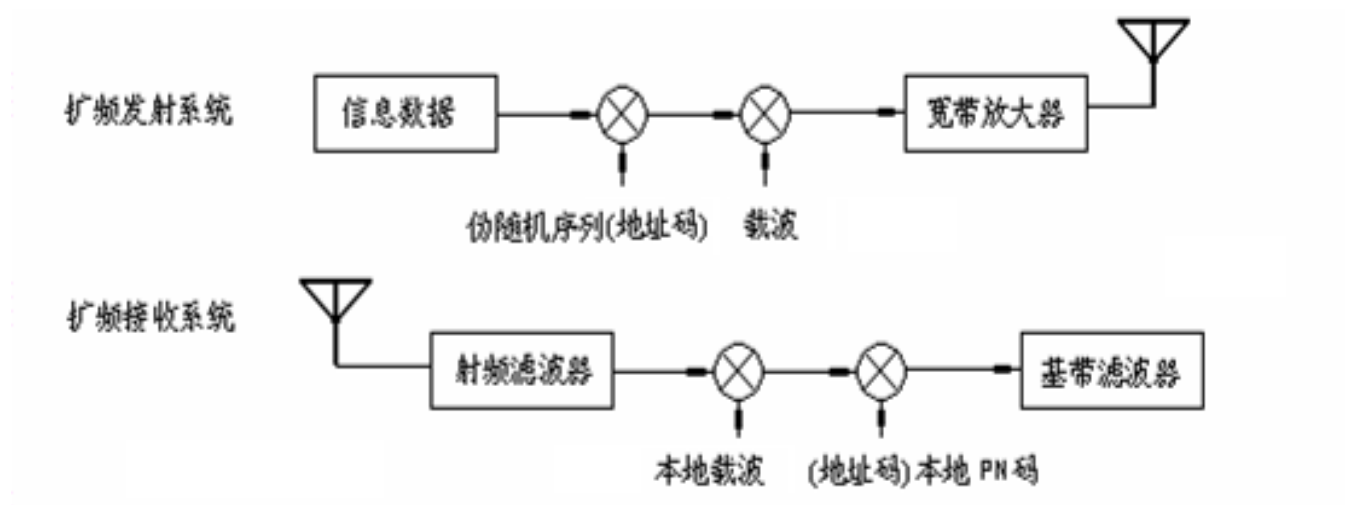 扩频发射系统
信息数据
宽带放大器
伪随机序列(地址码)
载波
扩频接收系统
射频滤波器
基带滤波器
本地载波
(地址码)本地 PN 码